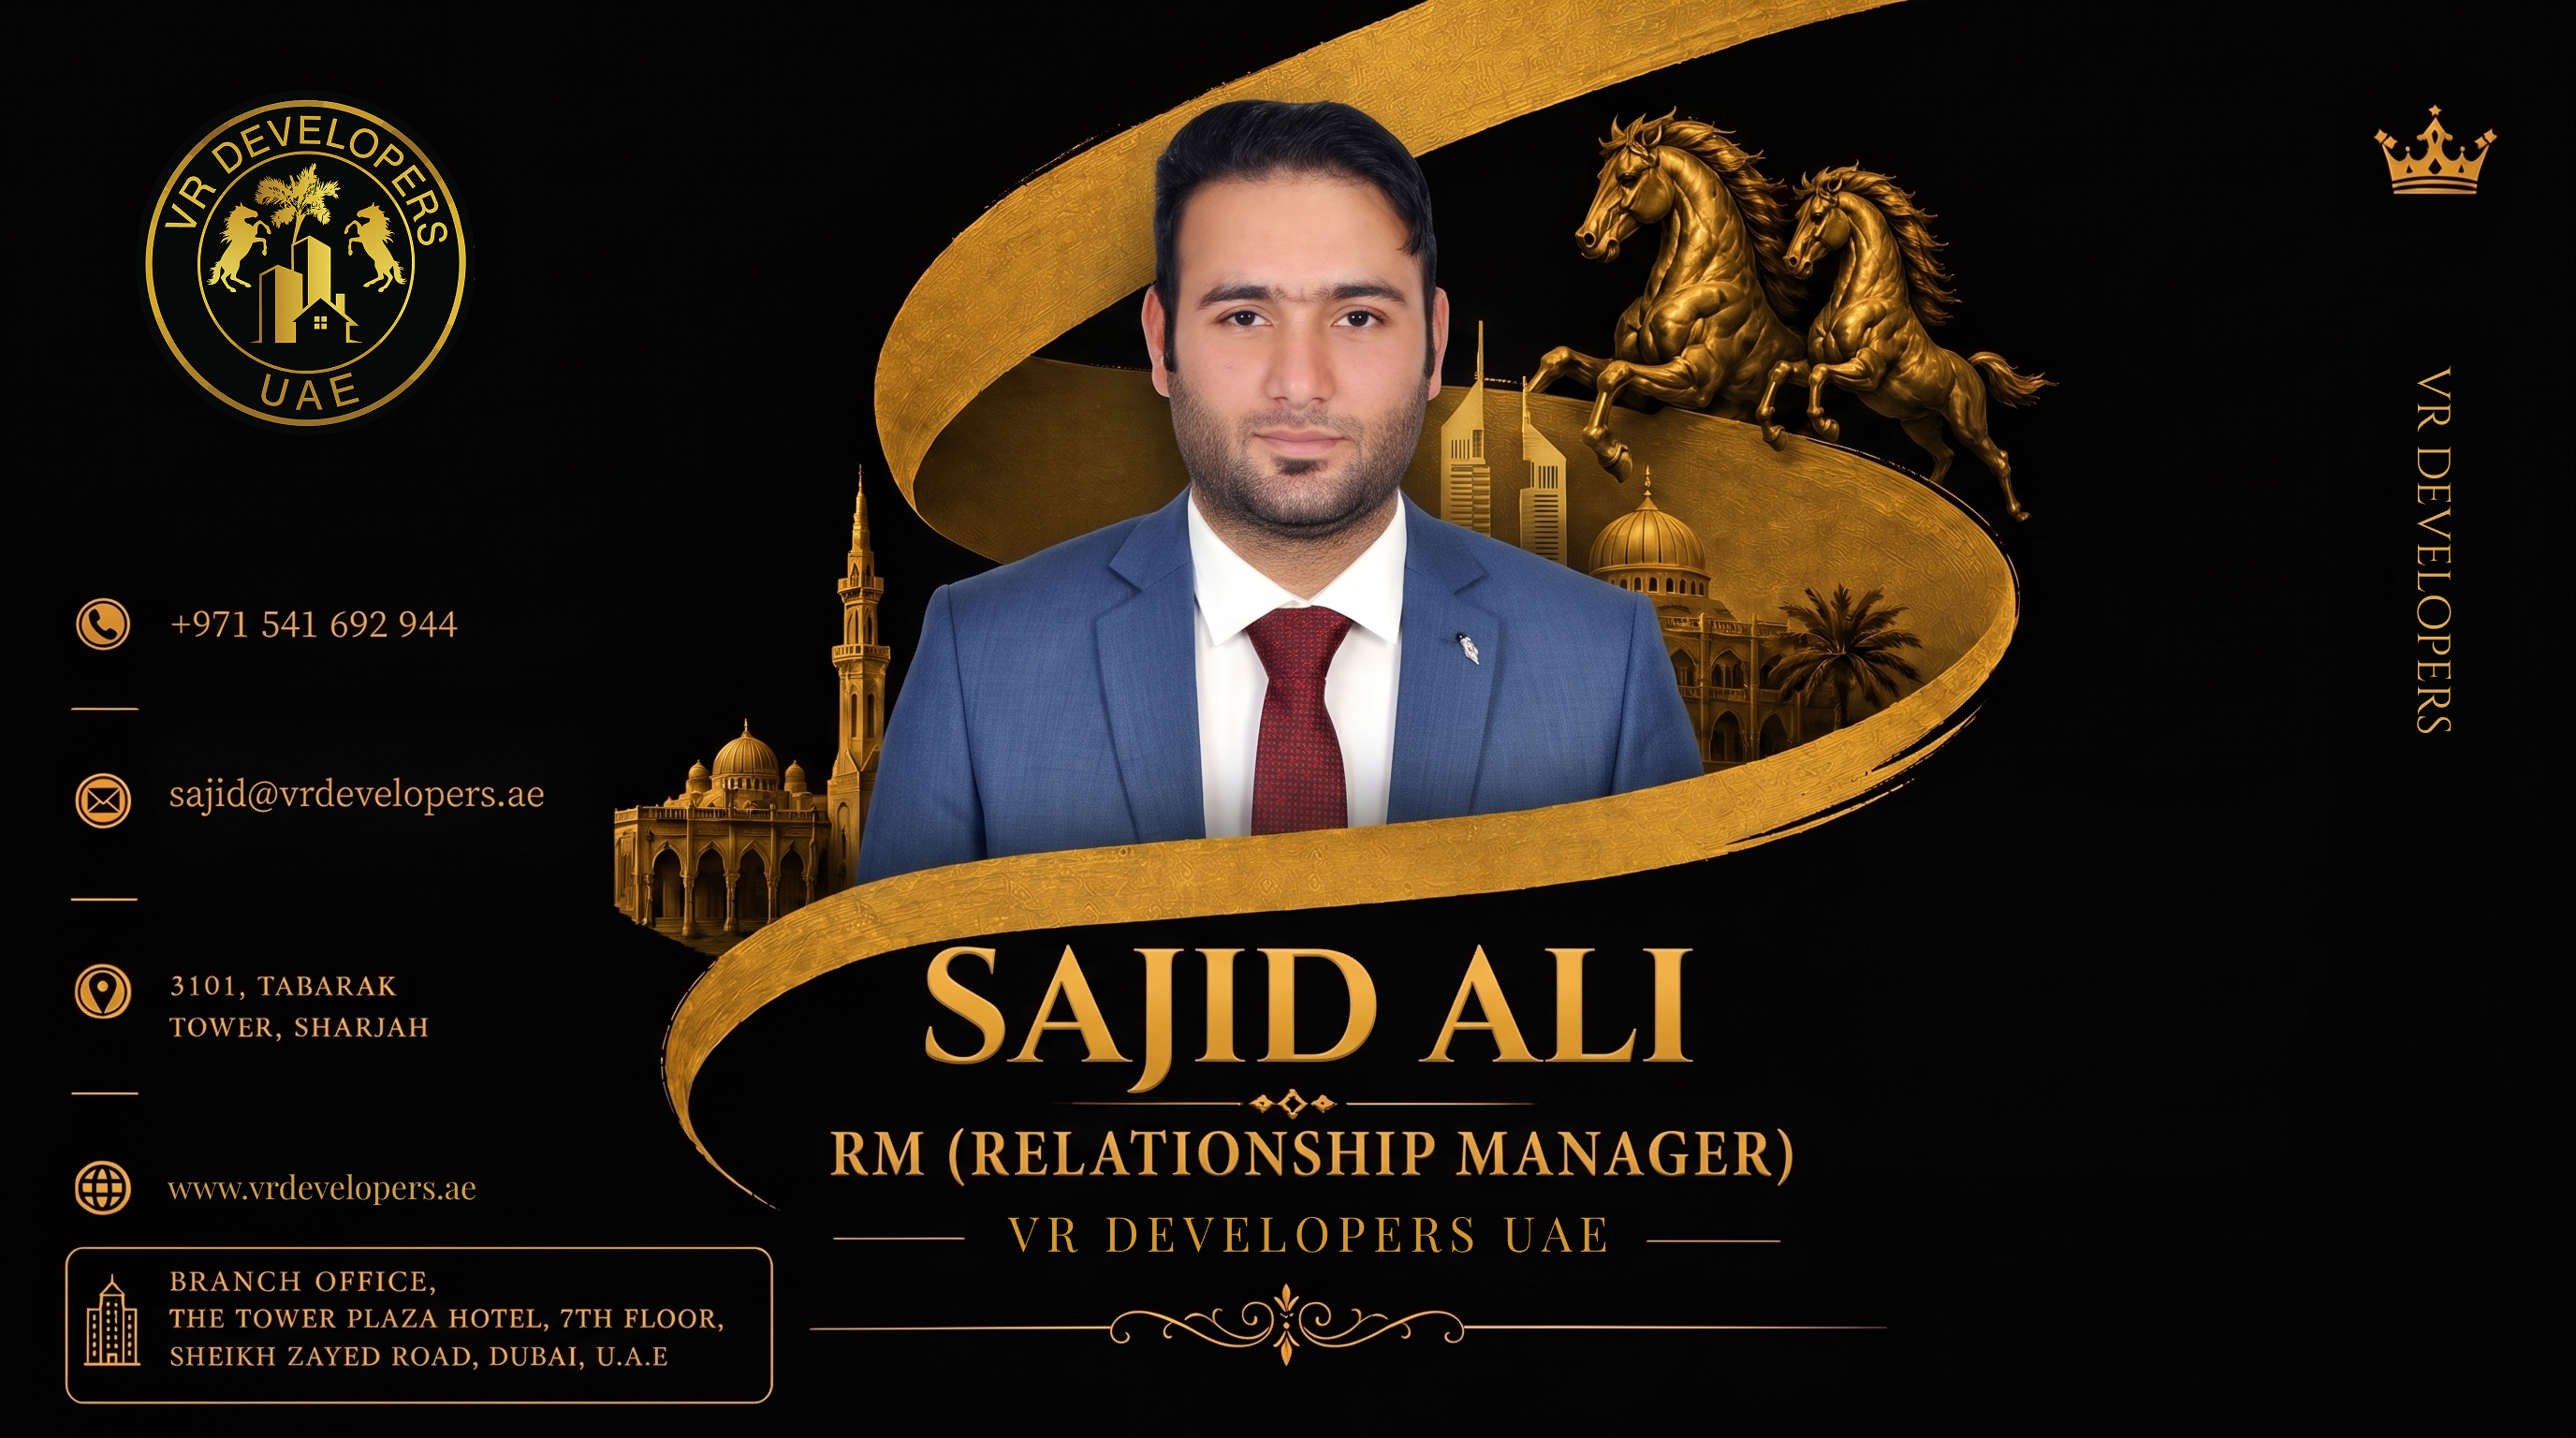 VR DEVELOPERS
UAE
+971 541 692 944
sajid@vrdevelopers.ae
3101, TABARAK
TOWER, SHARJAH
www.vrdevelopers.ae
BRANCH OFFICE,
THE TOWER PLAZA HOTEL, 7TH FLOOR,
SHEIKH ZAYED ROAD, DUBAI, U.A.E
SAJID ALI
RM (RELATIONSHIP MANAGER)
VR DEVELOPERS UAE
VR DEVELOPERS